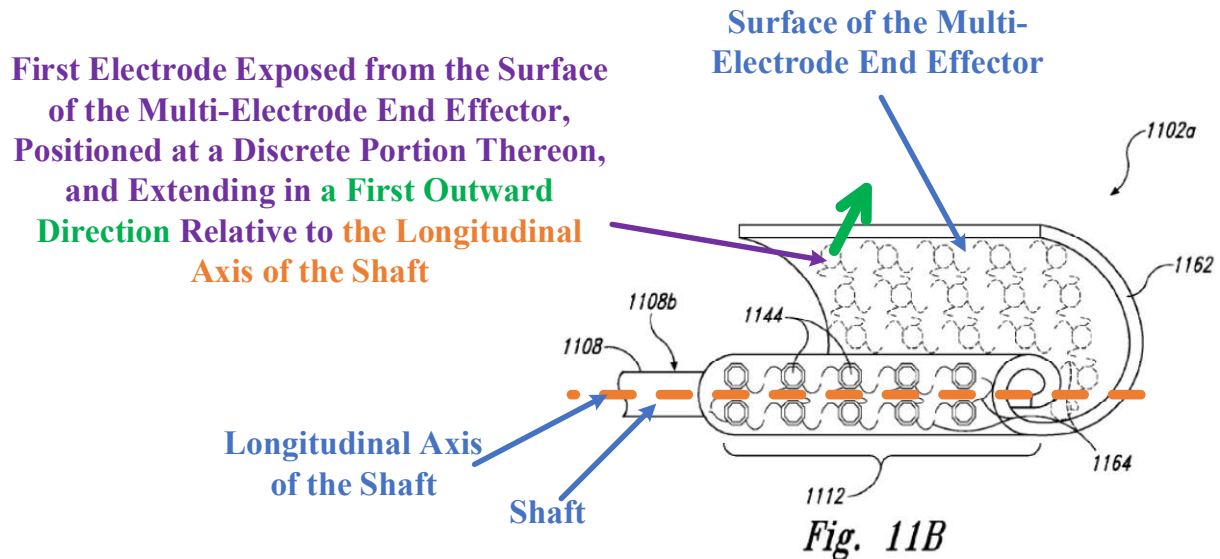 Surface of the Multi-
Electrode End Effector
First Electrode Exposed from the Surface
of the Multi-Electrode End Effector,
Positioned at a Discrete Portion Thereon,
and Extending in a First Outward
Direction Relative to the Longitudinal
Axis of the Shaft
1102a
1162
1108b
1144
1108
Longitudinal Axis
of the Shaft
Shaft
1164
1112
Fig. 11B